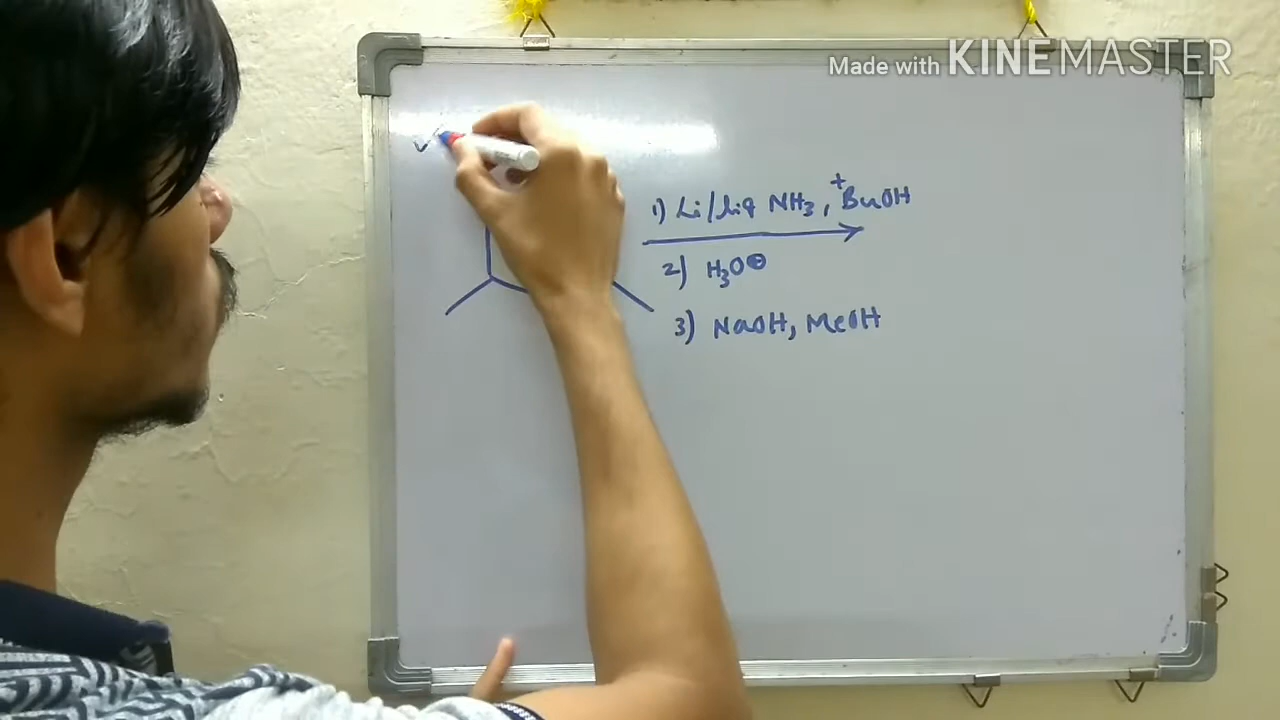 Made with KINEMASTER
1) Li/liq NH3, +BuOH
2) H3O⊕
3) NaOH, MeOH